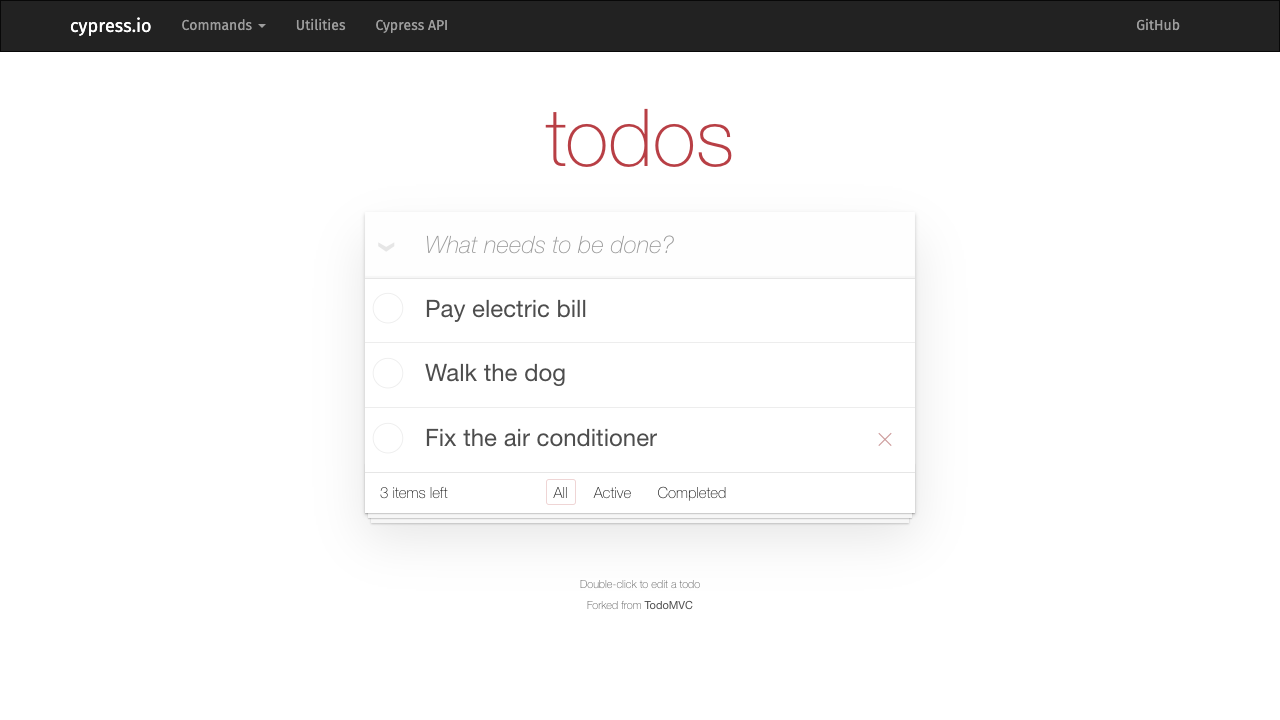 cypress.io Commands Utilities Cypress API GitHub
todos
What needs to be done?
Pay electric bill
Walk the dog
Fix the air conditioner
3 items left All Active Completed
Double-click to edit a todo
Forked from TodoMVC